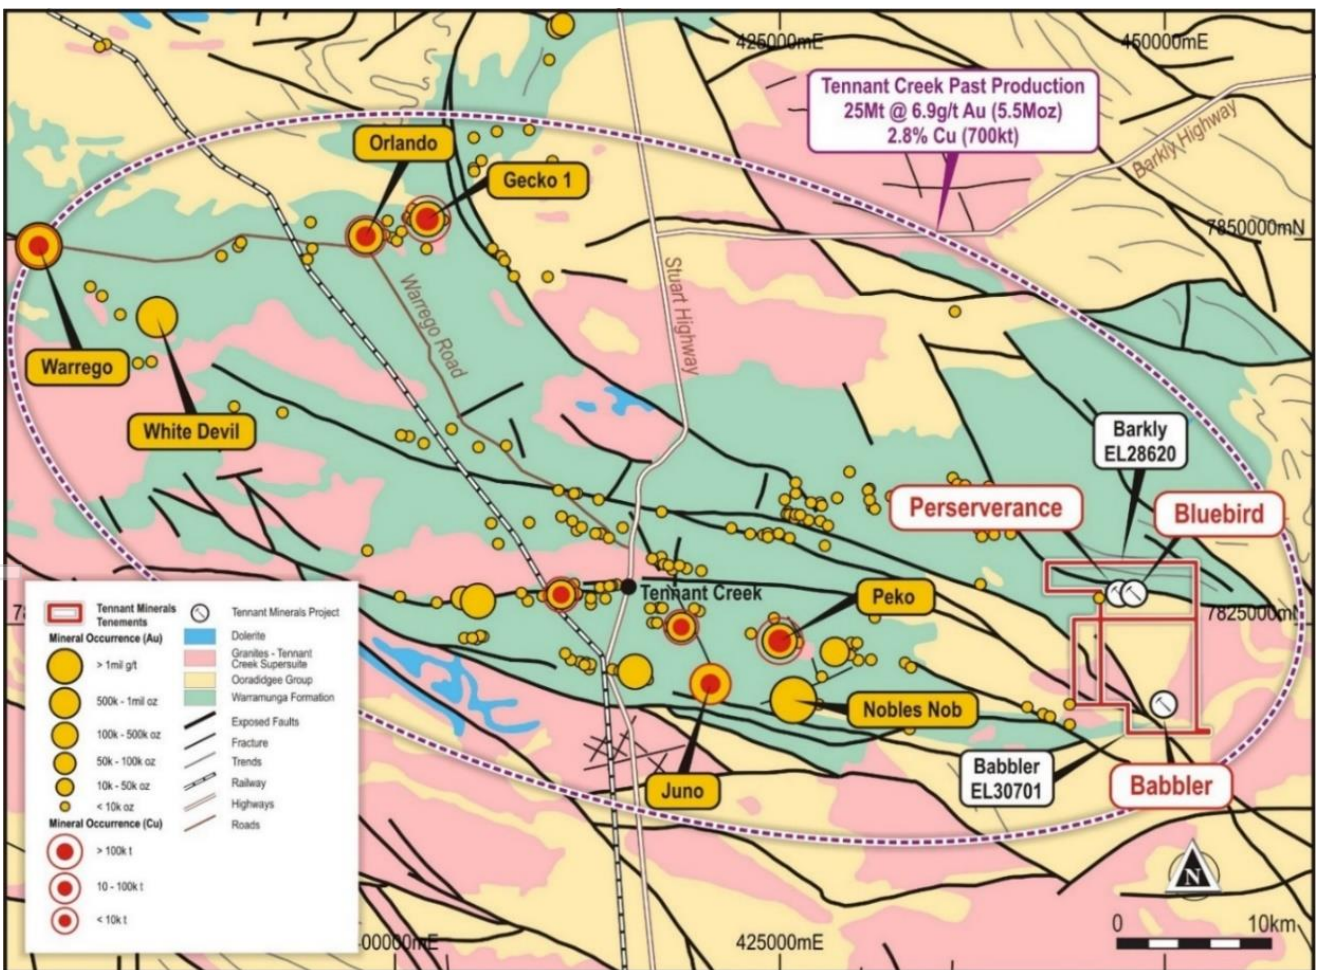 425000mE
450000mE
Tennant Creek Past Production
25Mt @ 6.9g/t Au (5.5Moz)
2.8% Cu (700kt)
Barkly Highway
Orlando
Gecko 1
7850000mN
Stuart Highway
Warrego Road
Warrego
White Devil
Barkly
EL28620
Perserverance
Bluebird
Tennant Creek
Peko
7825000m
Nobles Nob
Juno
Babbler
EL30701
Babbler
78
Tennant Minerals
Tenements
Mineral Occurrence (Au)
> 1mil g/t
500k - 1mil oz
100k - 500k oz
50k - 100k oz
10k - 50k oz
< 10k oz
Mineral Occurrence (Cu)
> 100k t
10 - 100k t
< 10k t
Tennant Minerals Project
Dolerite
Granites - Tennant
Creek Supersuite
Ooradidgee Group
Warramunga Formation
Exposed Faults
Fracture
Trends
Railway
Highways
Roads
00000mE
425000mE
N
0 10km